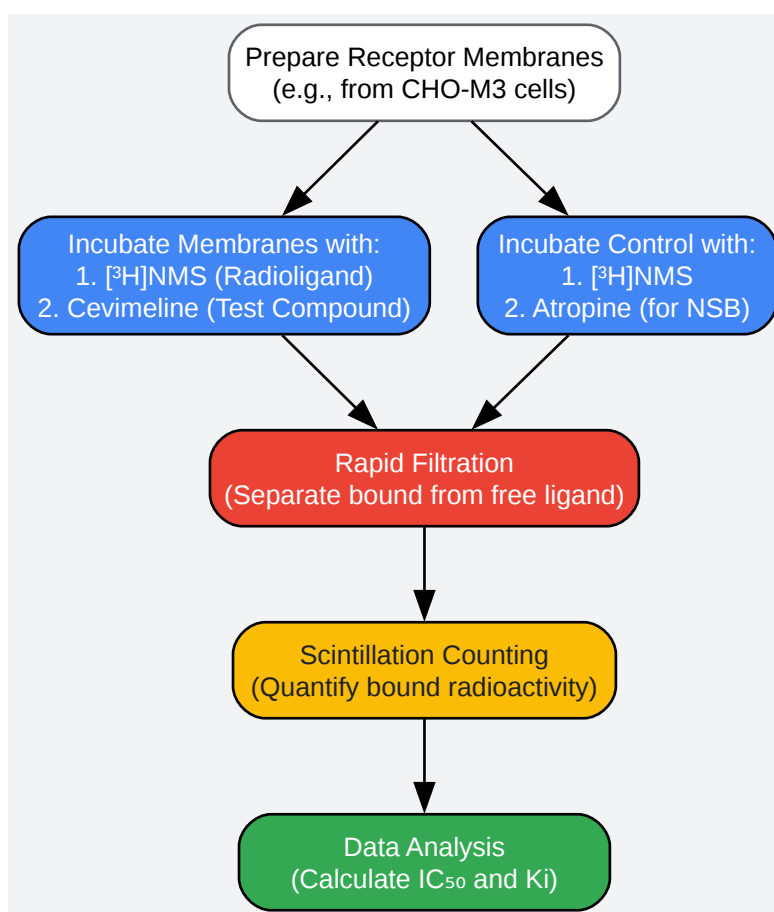 Prepare Receptor Membranes
(e.g., from CHO-M3 cells)
Incubate Membranes with:
1. [³H]NMS (Radioligand)
2. Cevimeline (Test Compound)
Incubate Control with:
1. [³H]NMS
2. Atropine (for NSB)
Rapid Filtration
(Separate bound from free ligand)
Scintillation Counting
(Quantify bound radioactivity)
Data Analysis
(Calculate IC₅₀ and Ki)